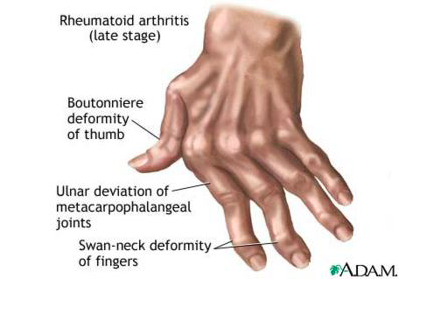 Rheumatoid arthritis
(late stage)
Boutonniere
deformity
of thumb
Ulnar deviation of
metacarpophalangeal
joints
Swan-neck deformity
of fingers
A.D.A.M.